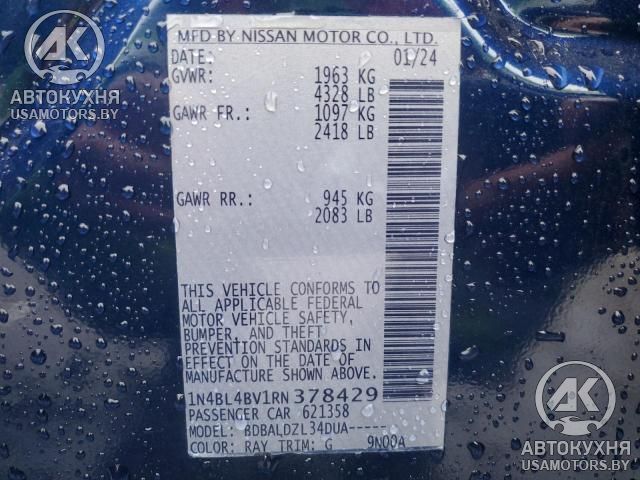 MFD BY NISSAN MOTOR CO., LTD.
DATE: 01/24
GVWR: 1963 KG
4328 LB
GAWR FR.: 1097 KG
2418 LB
GAWR RR.: 945 KG
2083 LB
THIS VEHICLE CONFORMS TO
ALL APPLICABLE FEDERAL
MOTOR VEHICLE SAFETY,
BUMPER, AND THEFT
PREVENTION STANDARDS IN
EFFECT ON THE DATE OF
MANUFACTURE SHOWN ABOVE.
1N4BL4BV1RN378429
PASSENGER CAR 621358
MODEL: BDBALDZL34DUA-----
COLOR: RAY TRIM: G 9N00A
АК
АВТОКУХНЯ
USAMOTORS.BY
АК
АВТОКУХНЯ
USAMOTORS.BY